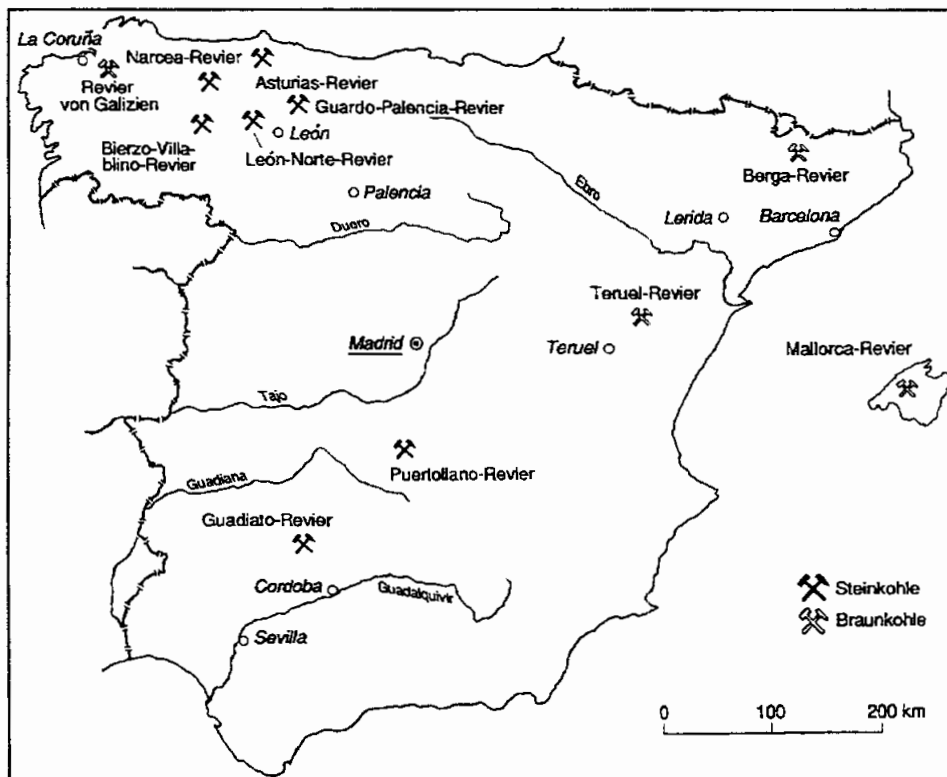 La Coruña
Narcea-Revier
Revier
von Galizien
Asturias-Revier
Guardo-Palencia-Revier
León
Bierzo-Villa-
blino-Revier
León-Norte-Revier
Palencia
Duero
Ebro
Berga-Revier
Lerida
Barcelona
Teruel-Revier
Teruel
Mallorca-Revier
Madrid
Tajo
Puertollano-Revier
Guadiana
Guadiato-Revier
Cordoba
Guadalquivir
Sevilla
Steinkohle
Braunkohle
0 100 200 km